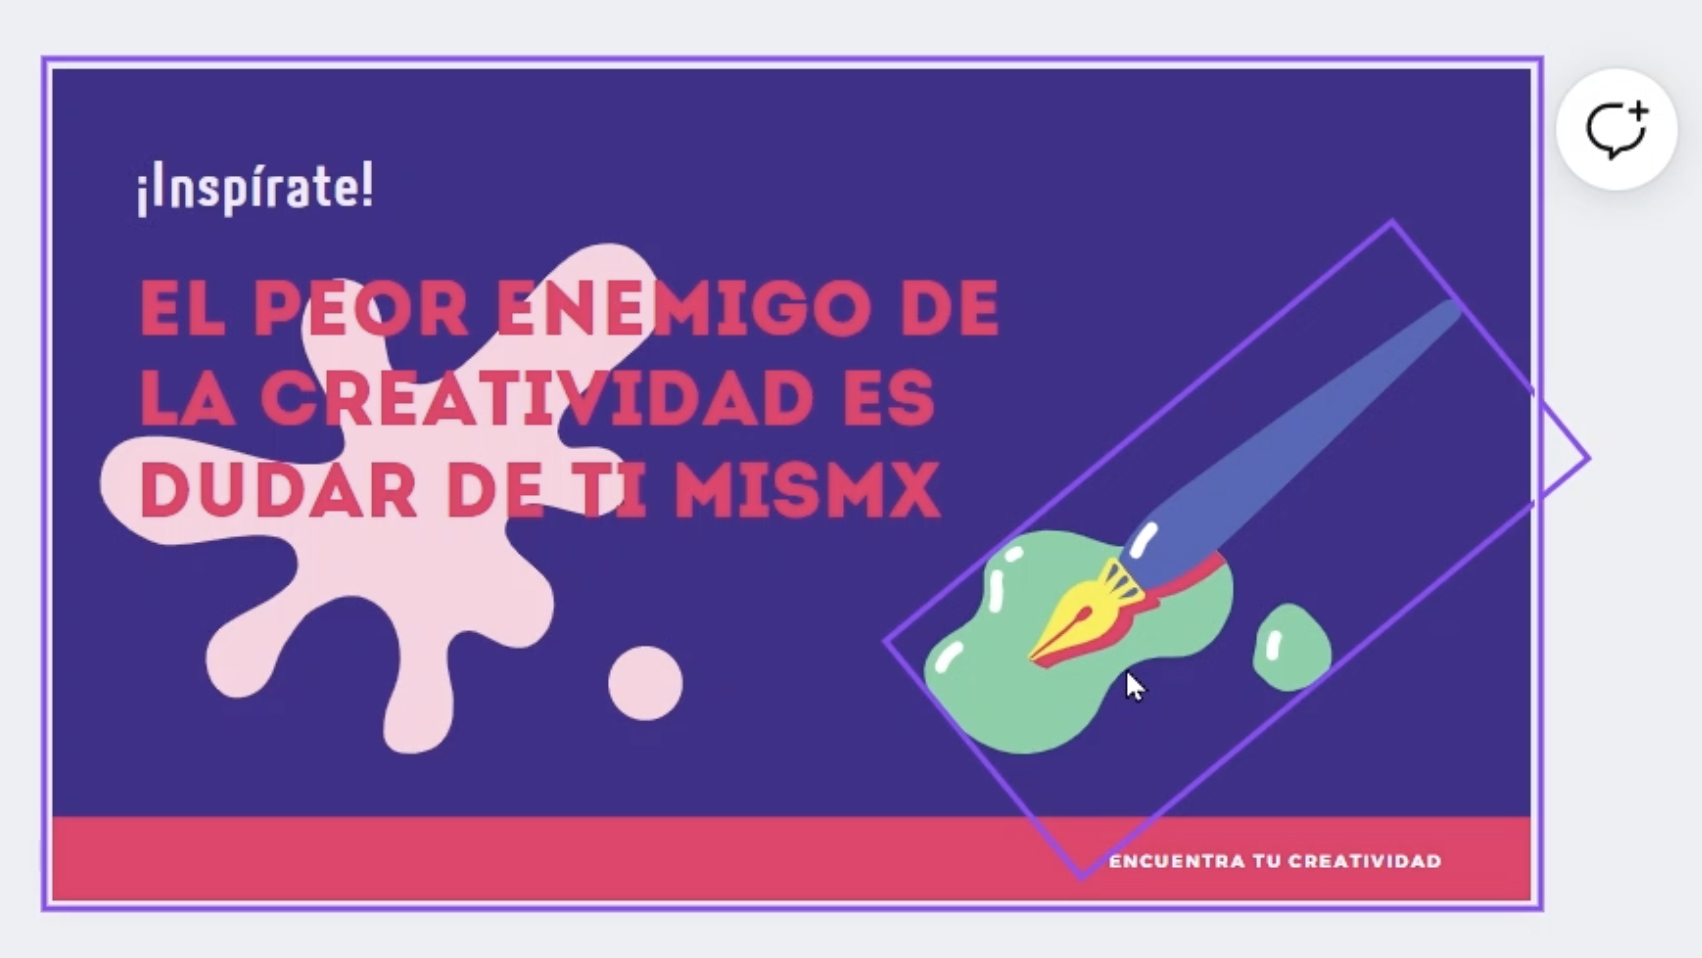 ¡Inspírate!
EL PEOR ENEMIGO DE
LA CREATIVIDAD ES
DUDAR DE TI MISMX
ENCUENTRA TU CREATIVIDAD